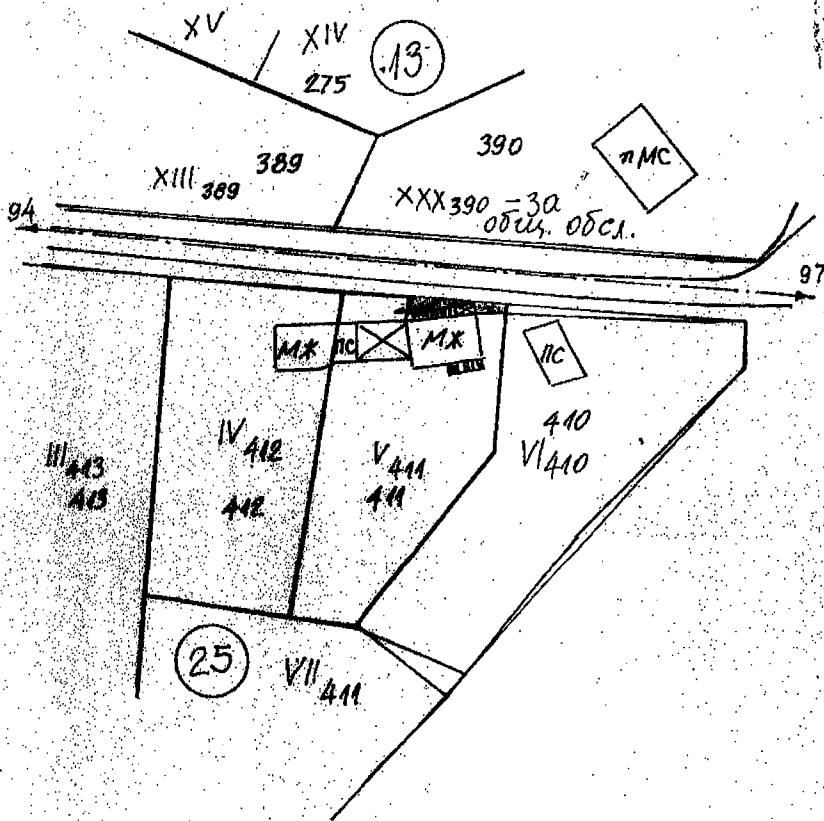 XV
XIV
275
13
389
XIII 389
390
пМС
XXX 390 – За
общ. обсл.
94
97
МЖ
ПС
МЖ
ПС
III 413
413
IV 412
412
V 411
411
410
VI 410
25
VII 411